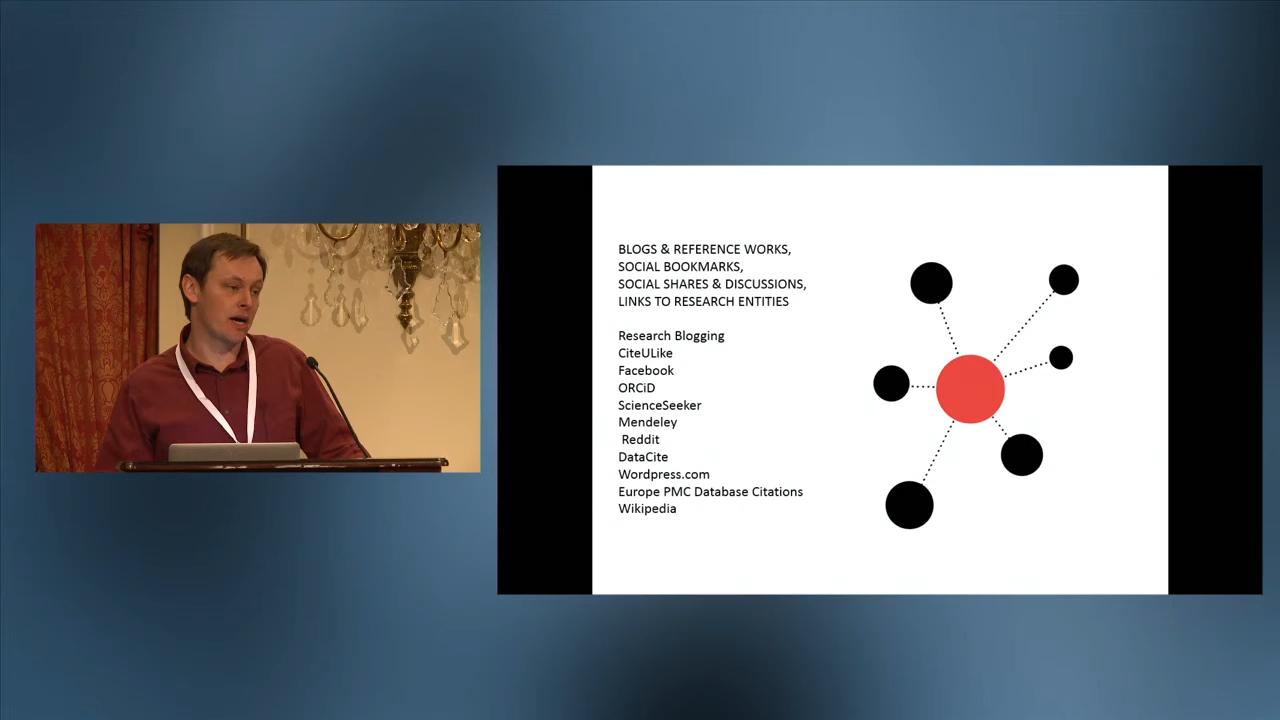 BLOGS & REFERENCE WORKS,
SOCIAL BOOKMARKS,
SOCIAL SHARES & DISCUSSIONS,
LINKS TO RESEARCH ENTITIES
Research Blogging
CiteULike
Facebook
ORCiD
ScienceSeeker
Mendeley
Reddit
DataCite
Wordpress.com
Europe PMC Database Citations
Wikipedia